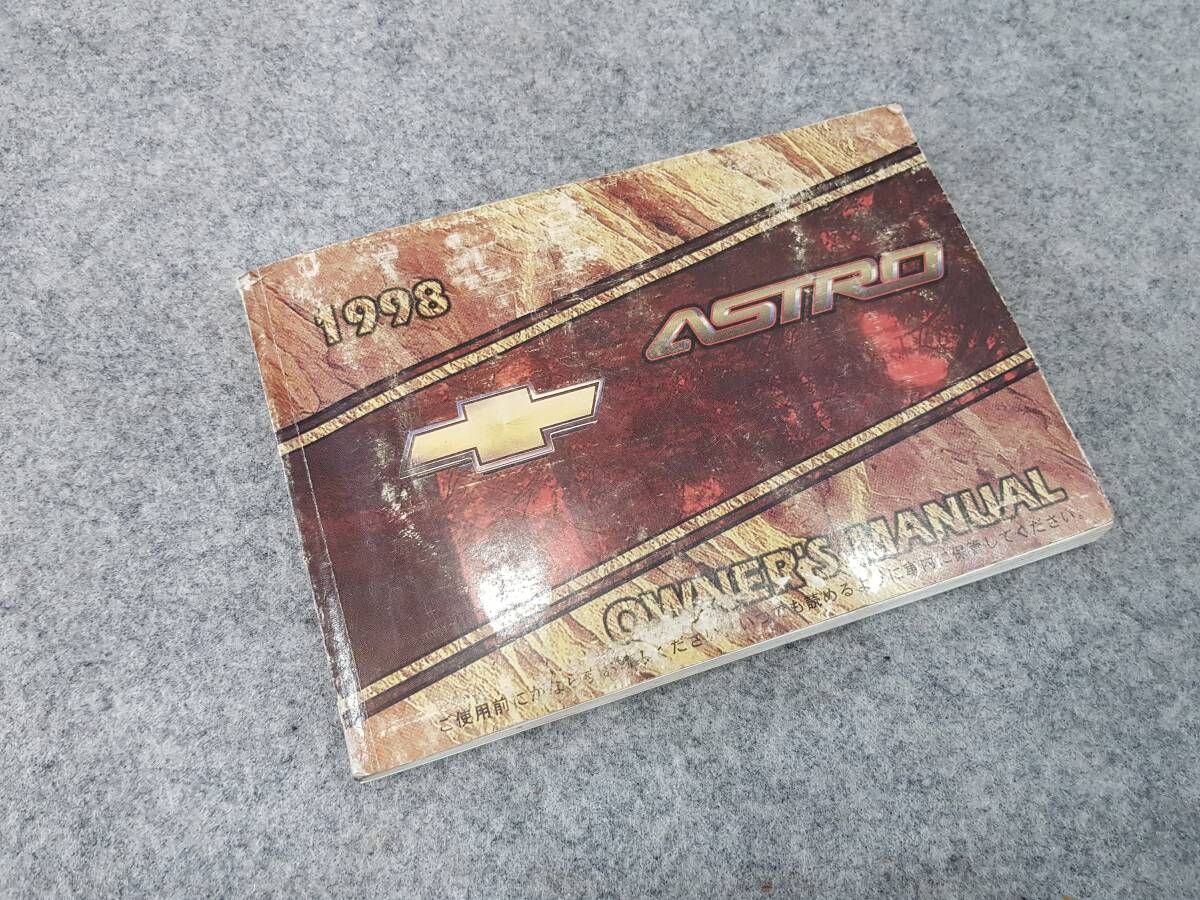 1998
ASTRO
OWNER'S MANUAL
ご使用前にかならずお読みください。いつでも読めるように車内に保管してください。